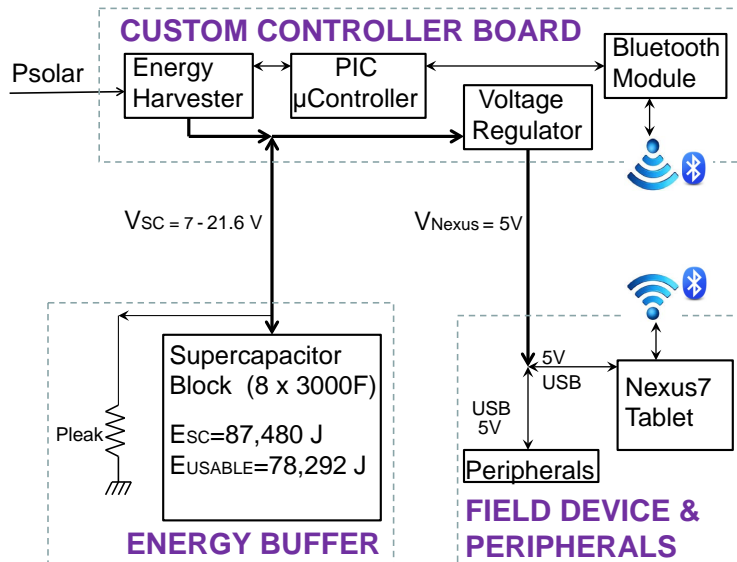 CUSTOM CONTROLLER BOARD
Psolar
Energy
Harvester
PIC
µController
Voltage
Regulator
Bluetooth
Module
VSC = 7 - 21.6 V
VNexus = 5V
Supercapacitor
Block (8 x 3000F)
ESC=87,480 J
EUSABLE=78,292 J
Pleak
ENERGY BUFFER
5V
USB
USB
5V
Nexus7
Tablet
Peripherals
FIELD DEVICE &
PERIPHERALS